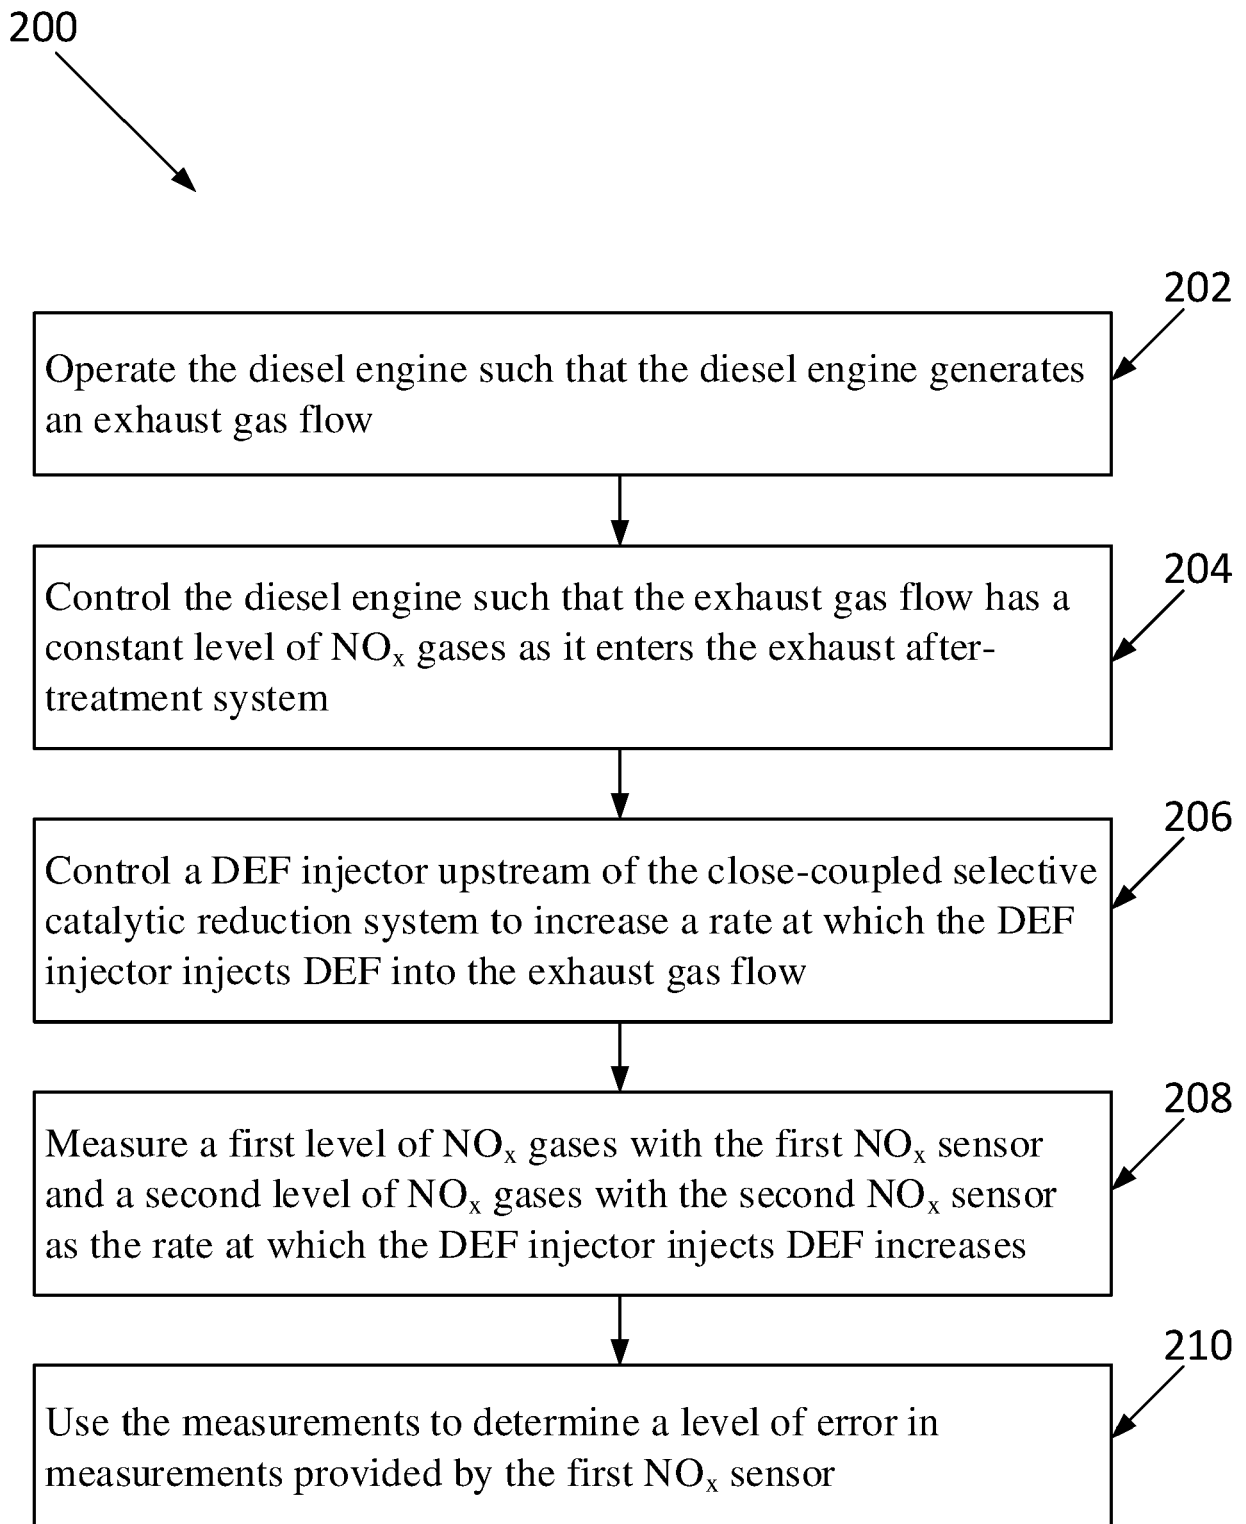 200
202
Operate the diesel engine such that the diesel engine generates
an exhaust gas flow
204
Control the diesel engine such that the exhaust gas flow has a
constant level of NOx gases as it enters the exhaust after-
treatment system
206
Control a DEF injector upstream of the close-coupled selective
catalytic reduction system to increase a rate at which the DEF
injector injects DEF into the exhaust gas flow
208
Measure a first level of NOx gases with the first NOx sensor
and a second level of NOx gases with the second NOx sensor
as the rate at which the DEF injector injects DEF increases
210
Use the measurements to determine a level of error in
measurements provided by the first NOx sensor